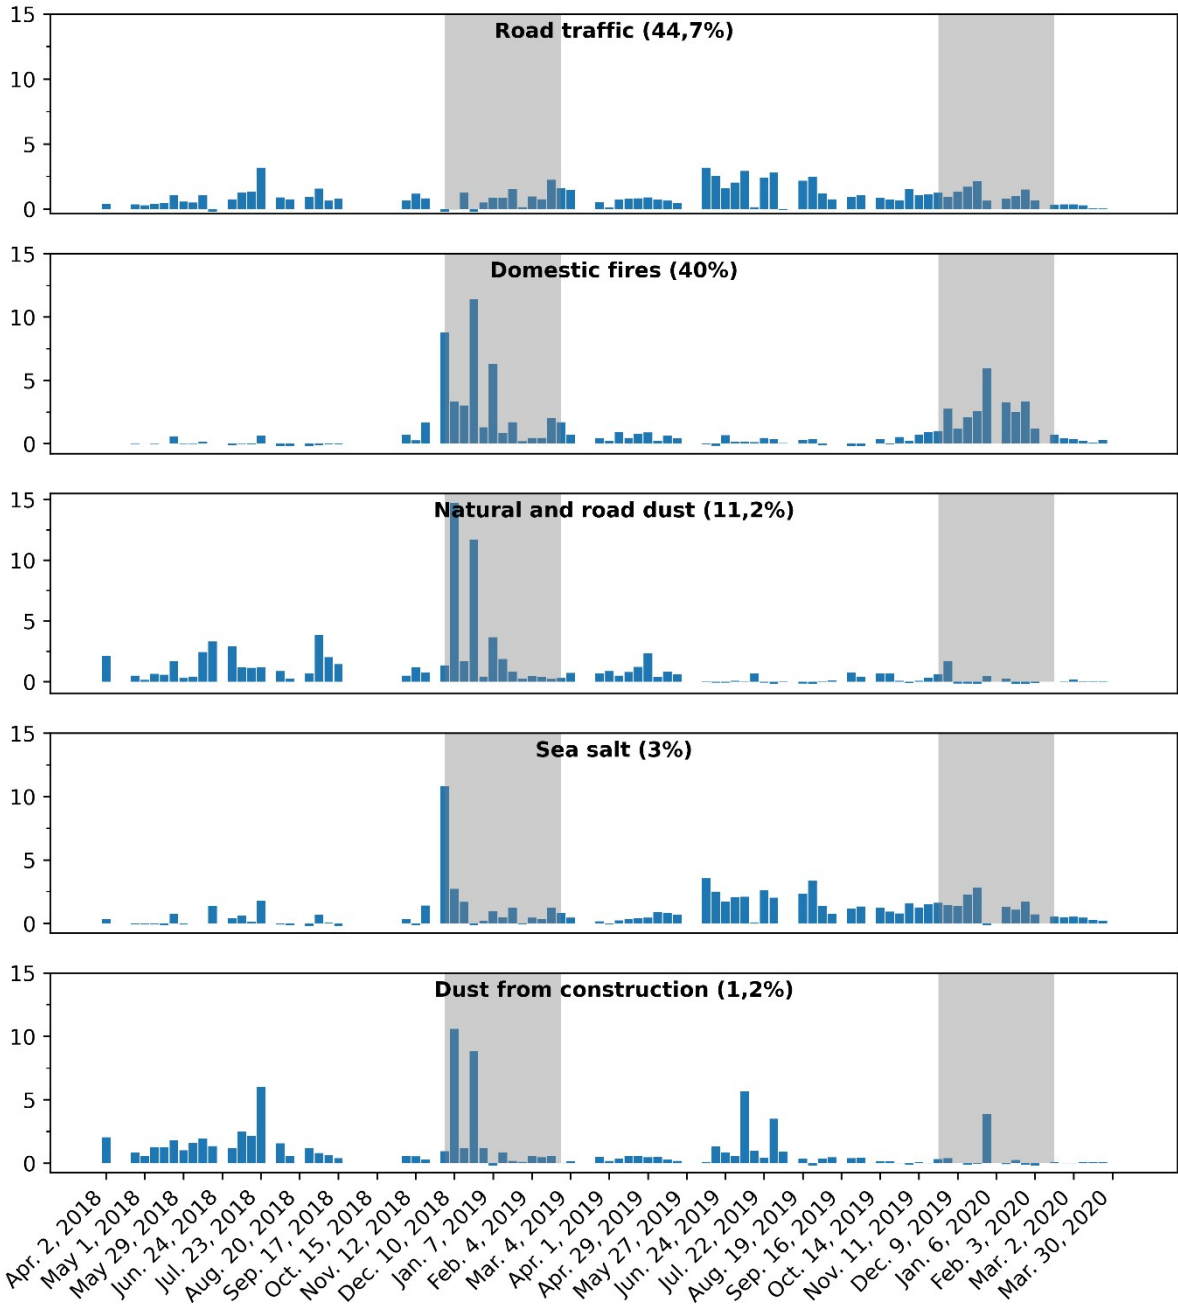 Road traffic (44,7%)
15
10
5
0
Domestic fires (40%)
15
10
5
0
Natural and road dust (11,2%)
15
10
5
0
Sea salt (3%)
15
10
5
0
Dust from construction (1,2%)
15
10
5
0
Apr. 2, 2018
May 1, 2018
May 29, 2018
Jun. 24, 2018
Jul. 23, 2018
Aug. 20, 2018
Sep. 17, 2018
Oct. 15, 2018
Nov. 12, 2018
Dec. 10, 2018
Jan. 7, 2019
Feb. 4, 2019
Mar. 4, 2019
Apr. 1, 2019
Apr. 29, 2019
May 27, 2019
Jun. 24, 2019
Jul. 22, 2019
Aug. 19, 2019
Sep. 16, 2019
Oct. 14, 2019
Nov. 11, 2019
Dec. 9, 2019
Jan. 6, 2020
Feb. 3, 2020
Mar. 2, 2020
Mar. 30, 2020